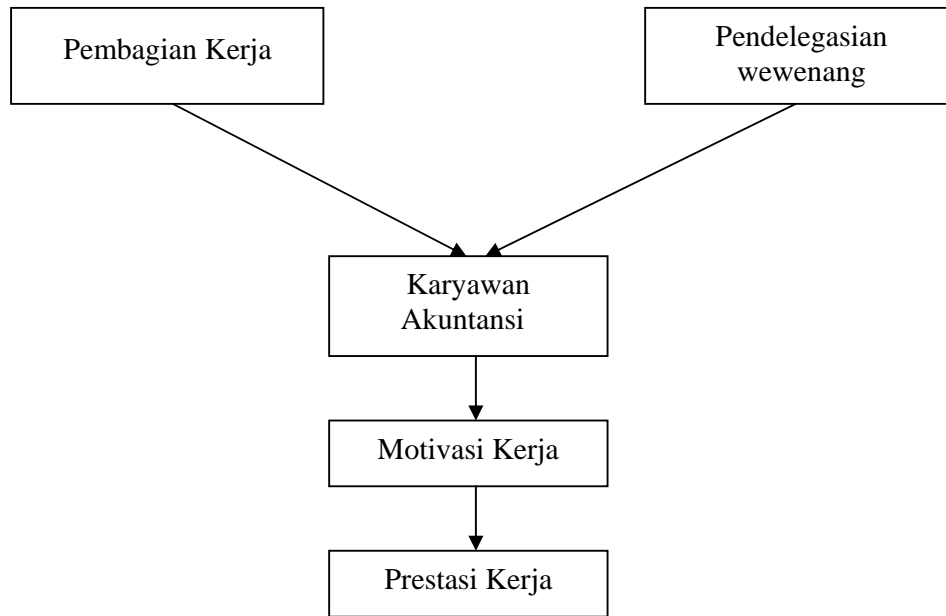 Pembagian Kerja
Pendelegasian
wewenang
Karyawan
Akuntansi
Motivasi Kerja
Prestasi Kerja